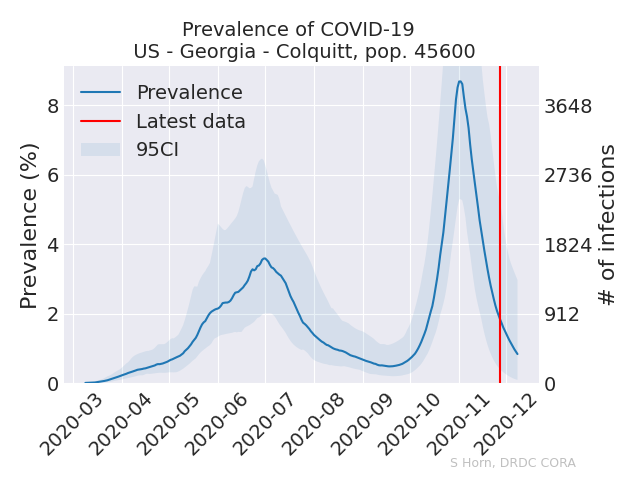 Prevalence of COVID-19
US - Georgia - Colquitt, pop. 45600
Prevalence
Latest data
95CI
Prevalence (%)
8
6
4
2
0
3648
2736
1824
912
0
# of infections
2020-03
2020-04
2020-05
2020-06
2020-07
2020-08
2020-09
2020-10
2020-11
2020-12
S Horn, DRDC CORA